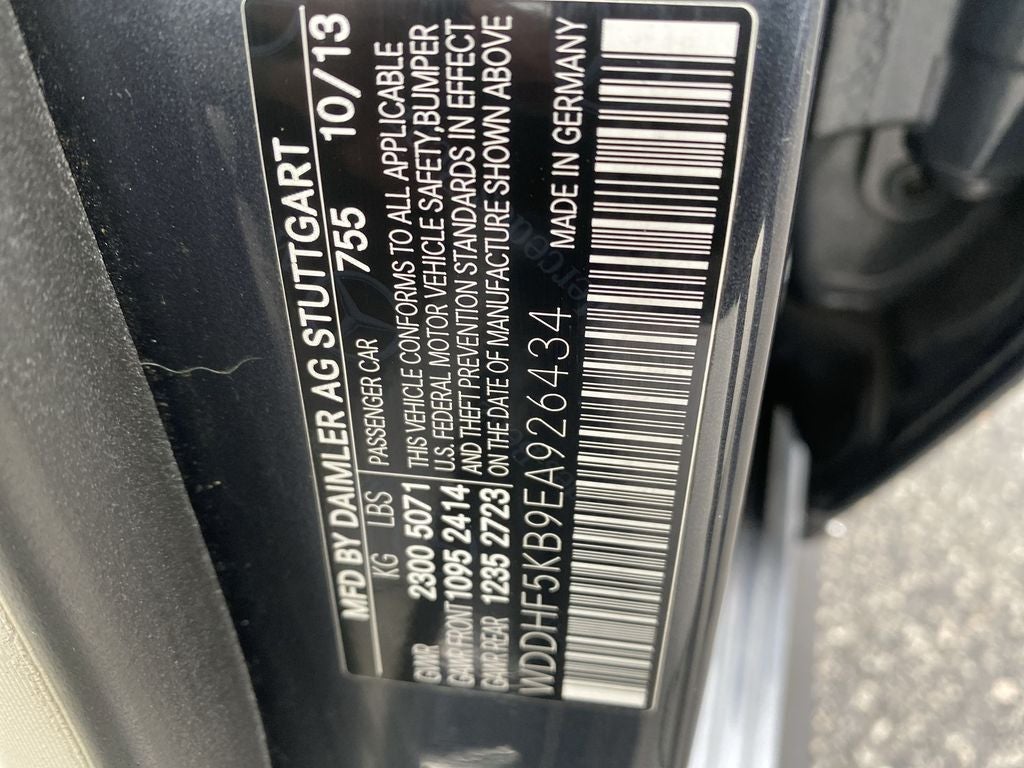 MFD BY DAIMLER AG STUTTGART
755 10/13
KG LBS PASSENGER CAR
GVWR 2300 5071
GAWR FRONT 1095 2414
GAWR REAR 1235 2723
THIS VEHICLE CONFORMS TO ALL APPLICABLE
U.S. FEDERAL MOTOR VEHICLE SAFETY,BUMPER
AND THEFT PREVENTION STANDARDS IN EFFECT
ON THE DATE OF MANUFACTURE SHOWN ABOVE
WDDHF5KB9EA926434 MADE IN GERMANY